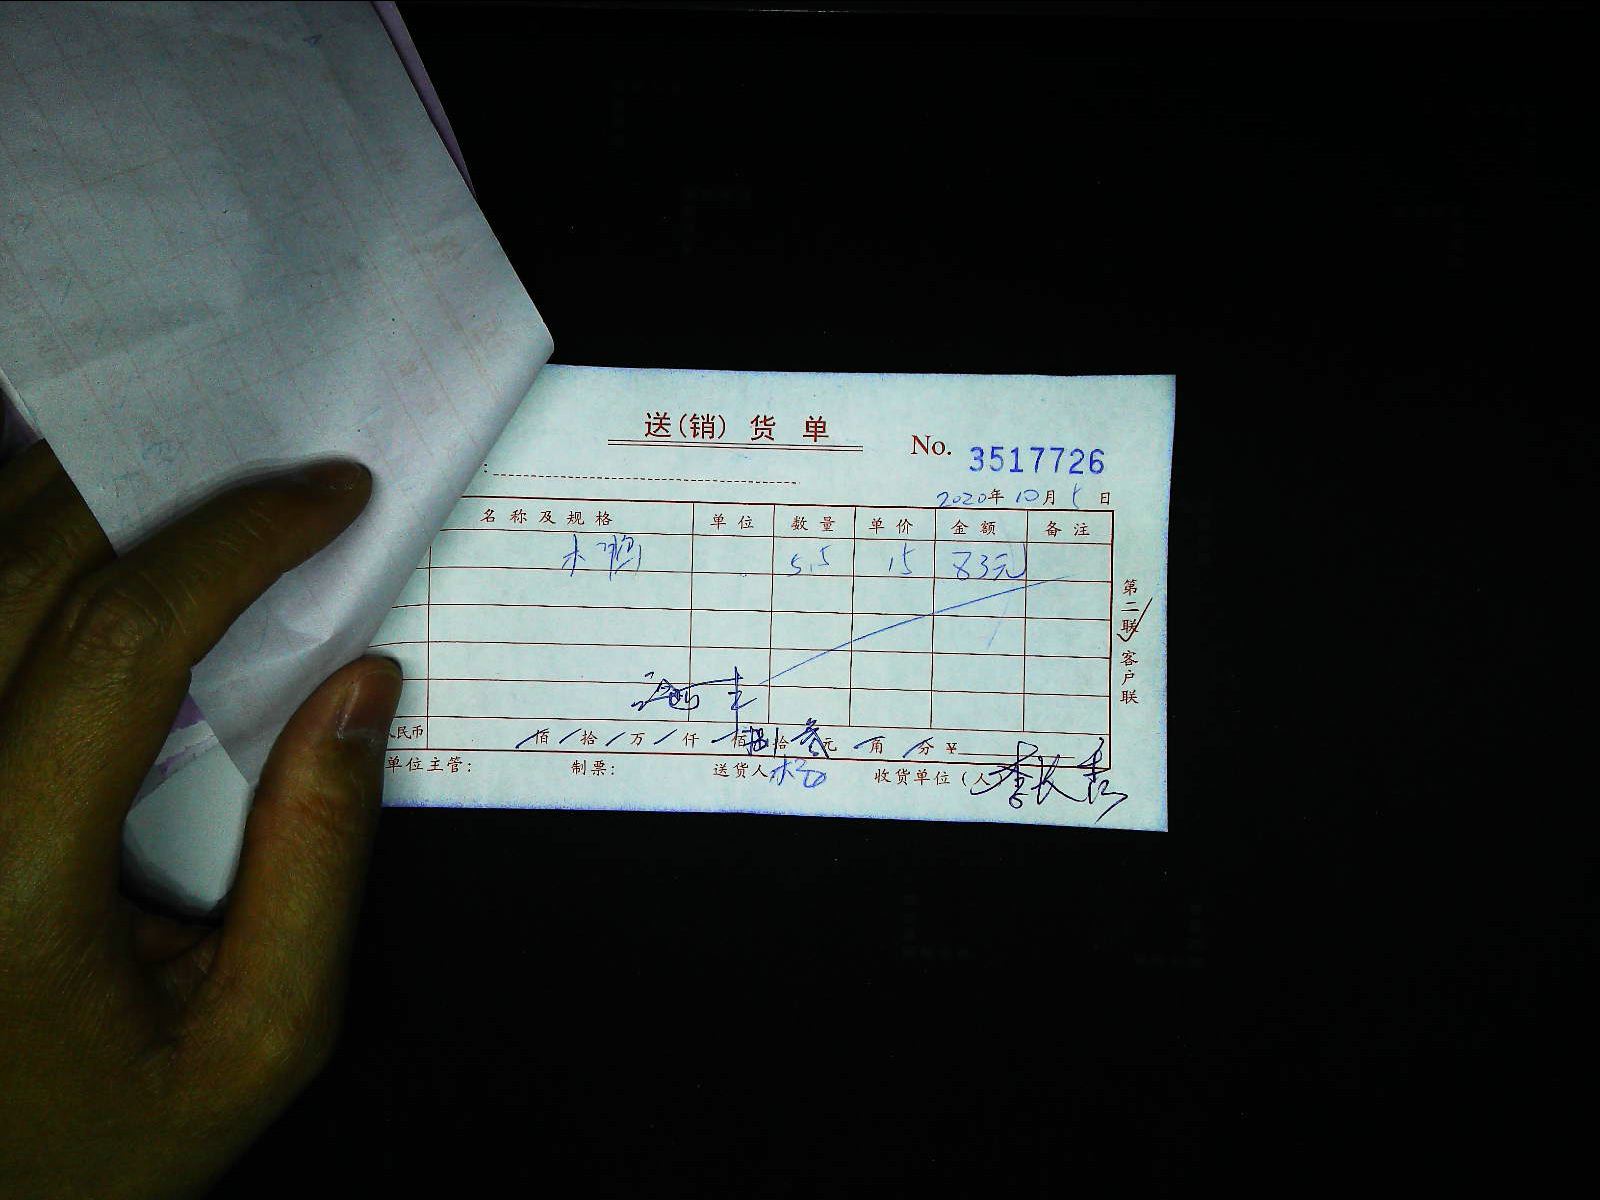 送(销) 货 单
No. 3517726
2020年 10月 5日
名称及规格 单位 数量 单价 金额 备注
5.5 15 83元
第二联 客户联
人民币 佰 拾 万 仟 佰 捌拾 叁元 角 分 ¥
单位主管: 制票: 送货人 收货单位(人